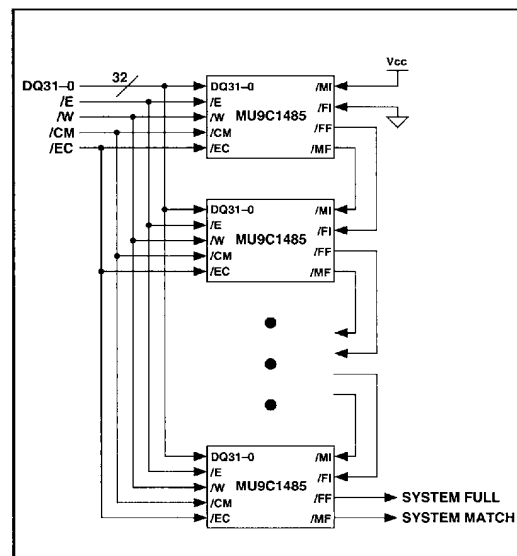 Vcc
32
DQ31–0
/E
/W
/CM
/EC
DQ31–0
/E
/W
/CM
/EC
MU9C1485
/MI
/FI
/FF
/MF
DQ31–0
/E
/W
/CM
/EC
MU9C1485
/MI
/FI
/FF
/MF
DQ31–0
/E
/W
/CM
/EC
MU9C1485
/MI
/FI
/FF
/MF
SYSTEM FULL
SYSTEM MATCH